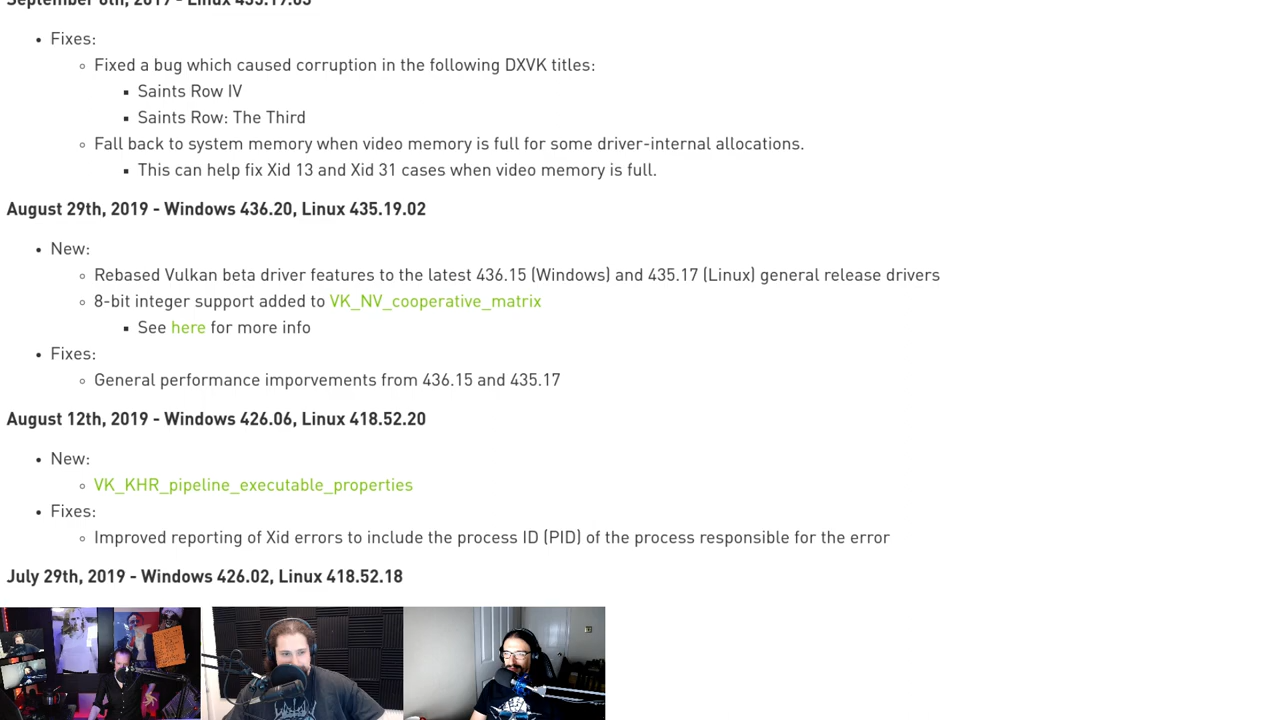 September 6th, 2019 - Linux 435.19.03
Fixes:
Fixed a bug which caused corruption in the following DXVK titles:
Saints Row IV
Saints Row: The Third
Fall back to system memory when video memory is full for some driver-internal allocations.
This can help fix Xid 13 and Xid 31 cases when video memory is full.
August 29th, 2019 - Windows 436.20, Linux 435.19.02
New:
Rebased Vulkan beta driver features to the latest 436.15 (Windows) and 435.17 (Linux) general release drivers
8-bit integer support added to VK_NV_cooperative_matrix
See here for more info
Fixes:
General performance imporvements from 436.15 and 435.17
August 12th, 2019 - Windows 426.06, Linux 418.52.20
New:
VK_KHR_pipeline_executable_properties
Fixes:
Improved reporting of Xid errors to include the process ID (PID) of the process responsible for the error
July 29th, 2019 - Windows 426.02, Linux 418.52.18